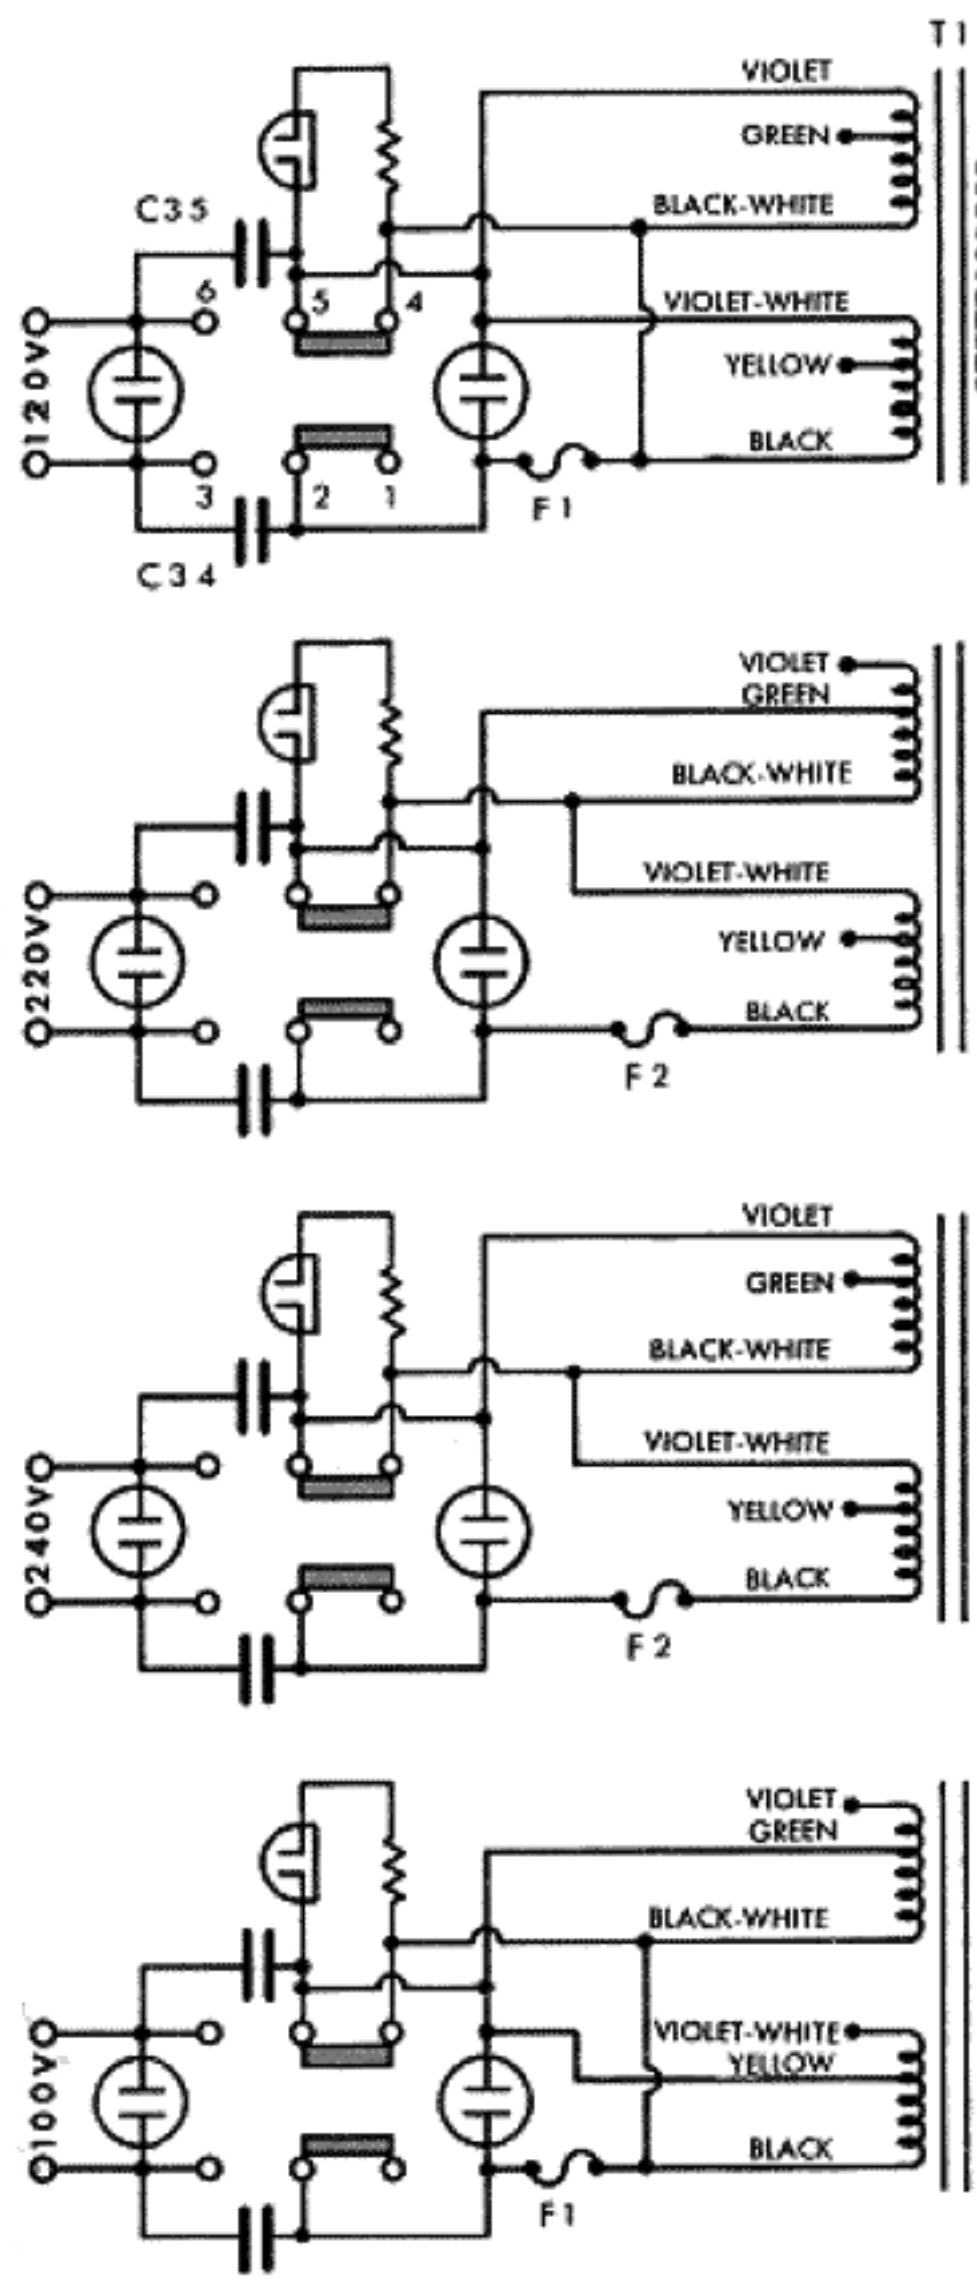 T1
VIOLET
GREEN
C35
BLACK-WHITE
6
5
4
VIOLET-WHITE
120V
YELLOW
BLACK
3
2
1
F1
C34
VIOLET
GREEN
BLACK-WHITE
VIOLET-WHITE
220V
YELLOW
BLACK
F2
VIOLET
GREEN
BLACK-WHITE
VIOLET-WHITE
240V
YELLOW
BLACK
F2
VIOLET
GREEN
BLACK-WHITE
VIOLET-WHITE
YELLOW
100V
BLACK
F1